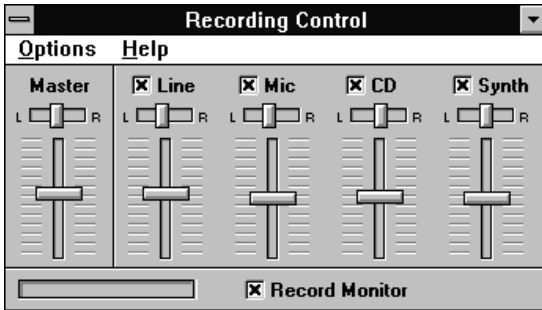 Recording Control
Options Help
Master Line Mic CD Synth
L R L R L R L R L R
Record Monitor